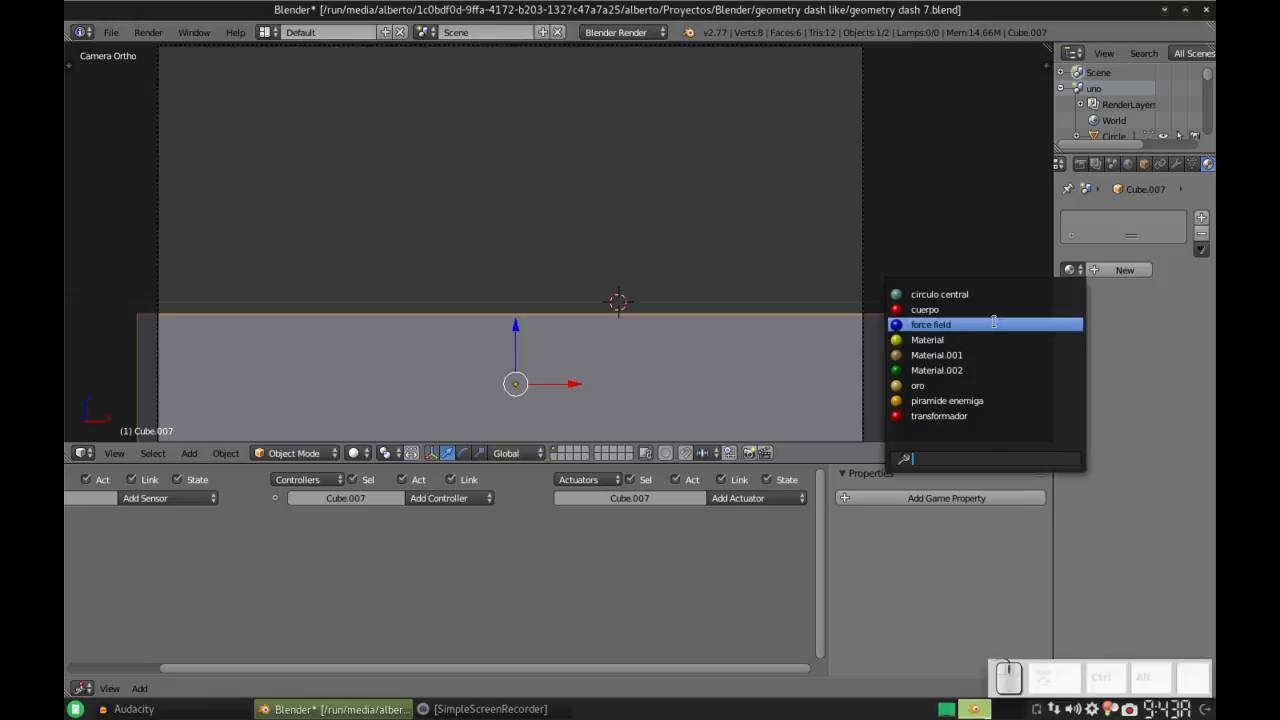 Blender* [/run/media/alberto/1c0bdf0d-9ffa-4172-b203-1327c47a7a25/alberto/Proyectos/Blender/geometry dash like/geometry dash 7.blend]
File Render Window Help Default Scene Blender Render v2.77 | Verts:8 | Faces:6 | Tris:12 | Objects:1/2 | Lamps:0/0 | Mem:14.66M | Cube.007
View Search All Scenes
Camera Ortho
Scene
uno
RenderLayers
World
Circle
Cube.007
New
circulo central
cuerpo
force field
Material
Material.001
Material.002
oro
piramide enemiga
transformador
(1) Cube.007
View Select Add Object Mode Global
Act Link State Controllers Sel Act Link Actuators Sel Act Link State Properties
Add Sensor Cube.007 Add Controller Cube.007 Add Actuator Add Game Property
Ctrl Alt
View Add
Audacity Blender* [/run/media/alber... [SimpleScreenRecorder] 9:43